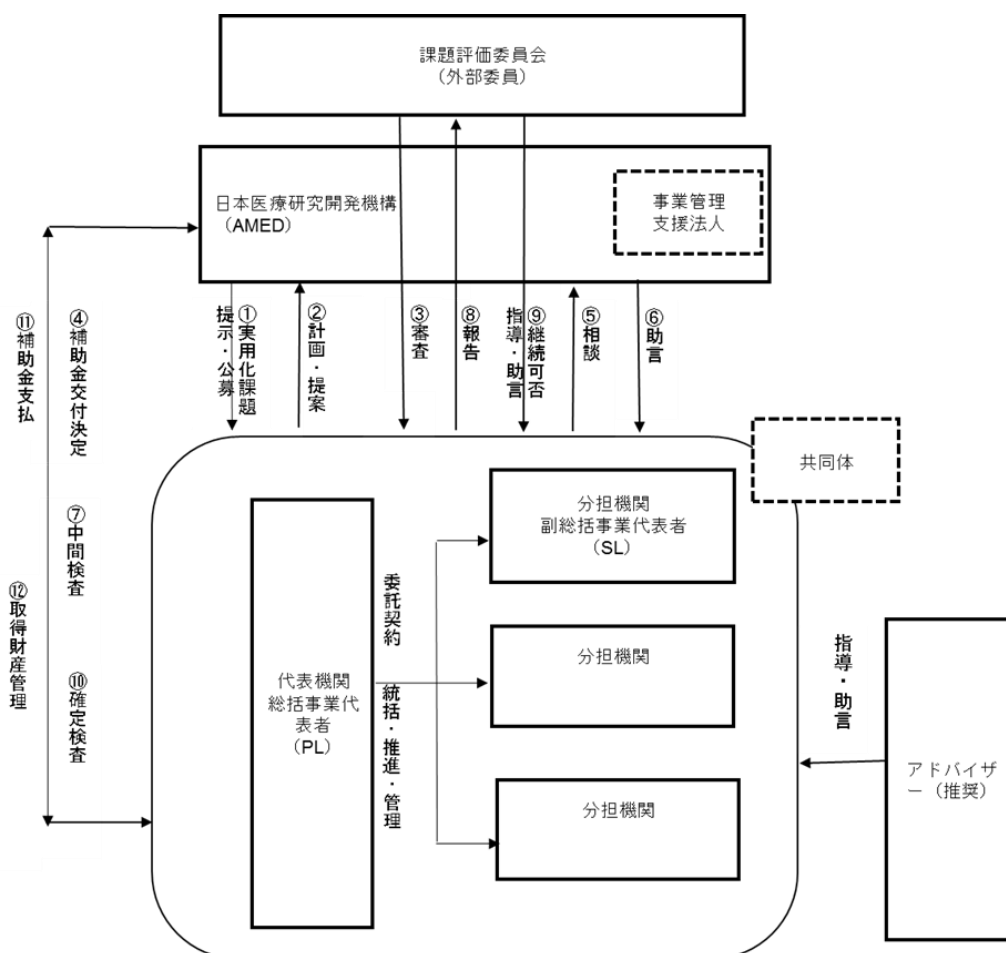 課題評価委員会
（外部委員）
日本医療研究開発機構
（AMED）
事業管理
支援法人
⑪補助金支払
④補助金交付決定
①実用化課題
提示・公募
②計画・提案
③審査
⑧報告
⑨継続可否
指導・助言
⑤相談
⑥助言
⑦中間検査
⑫取得財産管理
⑩確定検査
共同体
代表機関
総括事業代
表者
（PL）
委託契約
統括・推進・管理
分担機関
副総括事業代表者
（SL）
分担機関
分担機関
指導・助言
アドバイザ
ー（推奨）